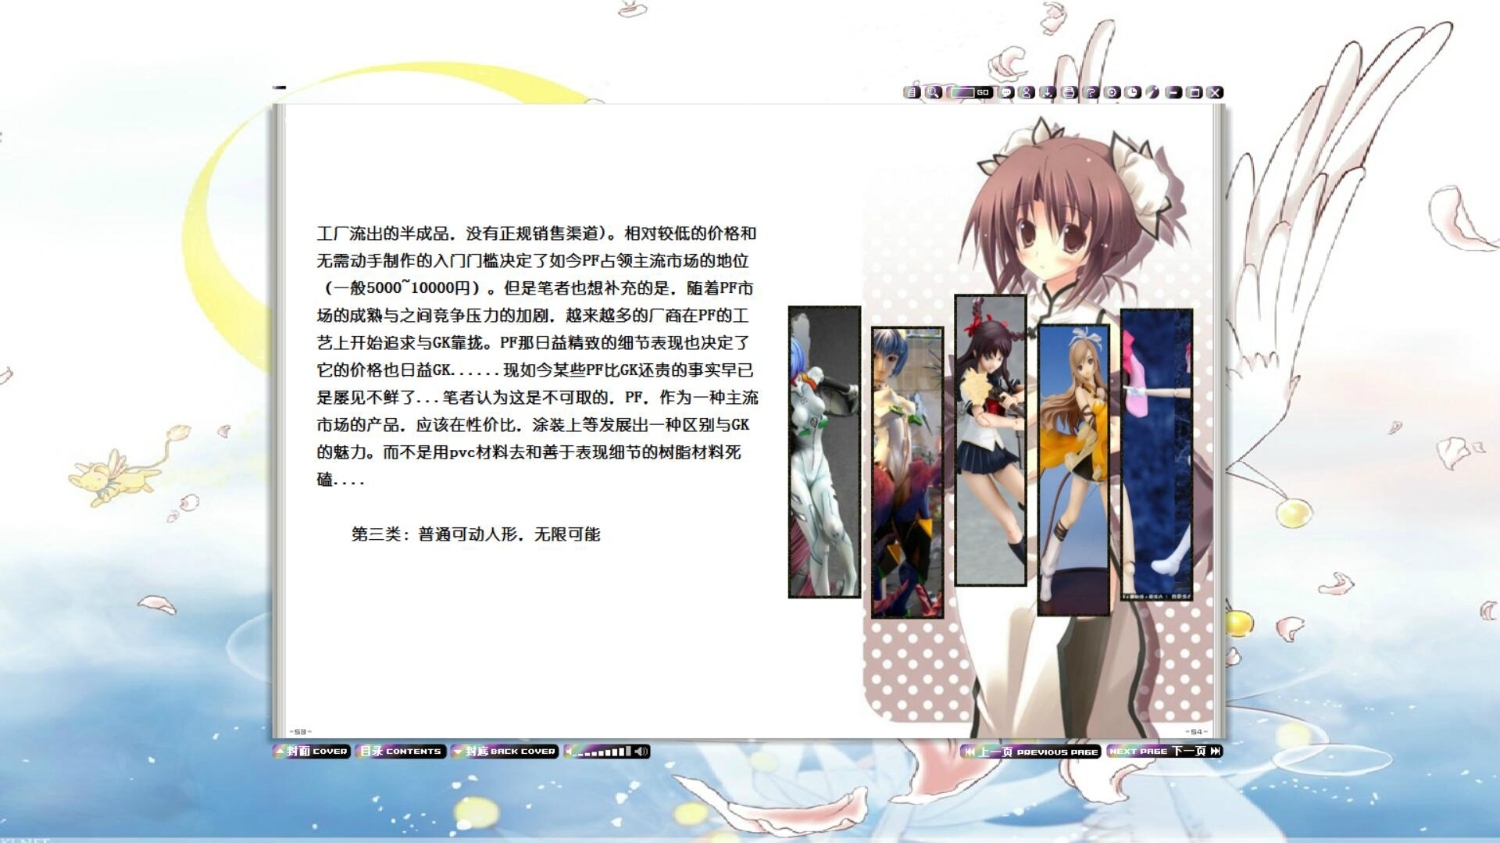 GO
工厂流出的半成品．没有正规销售渠道)。相对较低的价格和
无需动手制作的入门门槛决定了如今PF占领主流市场的地位
（一般5000~10000円）。但是笔者也想补充的是．随着PF市
场的成熟与之间竞争压力的加剧．越来越多的厂商在PF的工
艺上开始追求与GK靠拢。PF那日益精致的细节表现也决定了
它的价格也日益GK......现如今某些PF比GK还贵的事实早已
是屡见不鲜了...笔者认为这是不可取的．PF．作为一种主流
市场的产品．应该在性价比．涂装上等发展出一种区别与GK
的魅力。而不是用pvc材料去和善于表现细节的树脂材料死
磕....
第三类：普通可动人形．无限可能
-53-
-54-
封面 COVER
目录 CONTENTS
封底 BACK COVER
上一页 PREVIOUS PAGE
NEXT PAGE 下一页